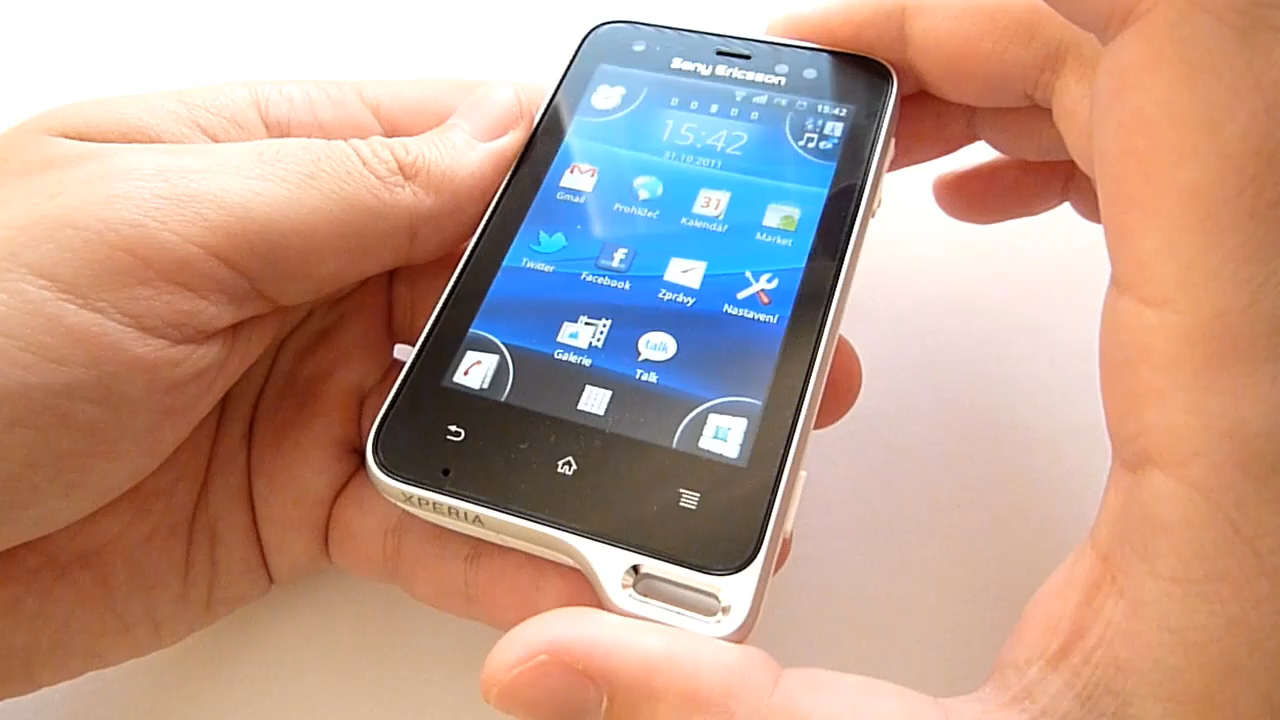 Sony Ericsson
15:42
15:42
31.10.2011
Gmail
Prohlížeč
31
Kalendář
Market
Twitter
f
Facebook
Zprávy
Nastavení
Galerie
talk
Talk
XPERIA